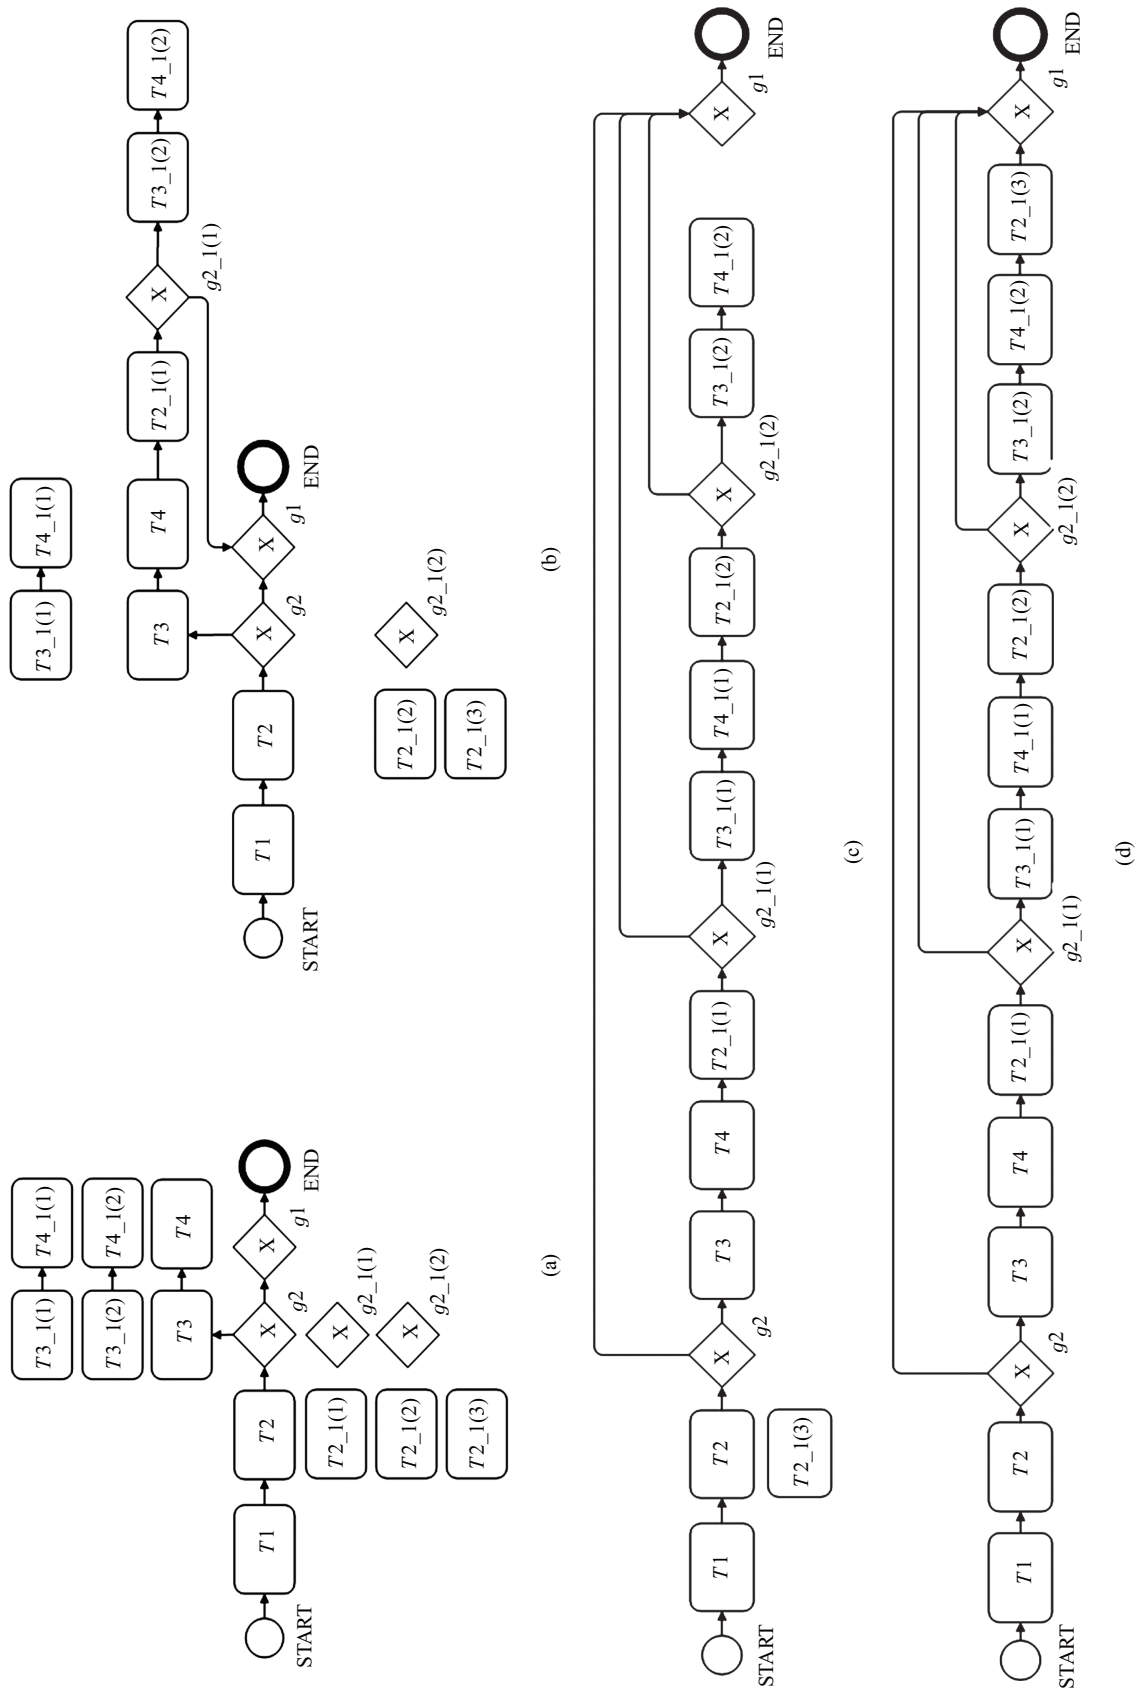 T3_1(1)
T4_1(1)
T3_1(2)
T4_1(2)
T3
T4
START
T1
T2
X
g2
X
g1
END
T2_1(1)
X
g2_1(1)
T2_1(2)
X
g2_1(2)
T2_1(3)
(a)
T3_1(1)
T4_1(1)
T3
T4
T2_1(1)
X
g2_1(1)
T3_1(2)
T4_1(2)
START
T1
T2
X
g2
X
g1
END
T2_1(2)
X
g2_1(2)
T2_1(3)
(b)
START
T1
T2
X
g2
T3
T4
T2_1(1)
X
g2_1(1)
T3_1(1)
T4_1(1)
T2_1(2)
X
g2_1(2)
T3_1(2)
T4_1(2)
X
g1
END
T2_1(3)
(c)
START
T1
T2
X
g2
T3
T4
T2_1(1)
X
g2_1(1)
T3_1(1)
T4_1(1)
T2_1(2)
X
g2_1(2)
T3_1(2)
T4_1(2)
T2_1(3)
X
g1
END
(d)